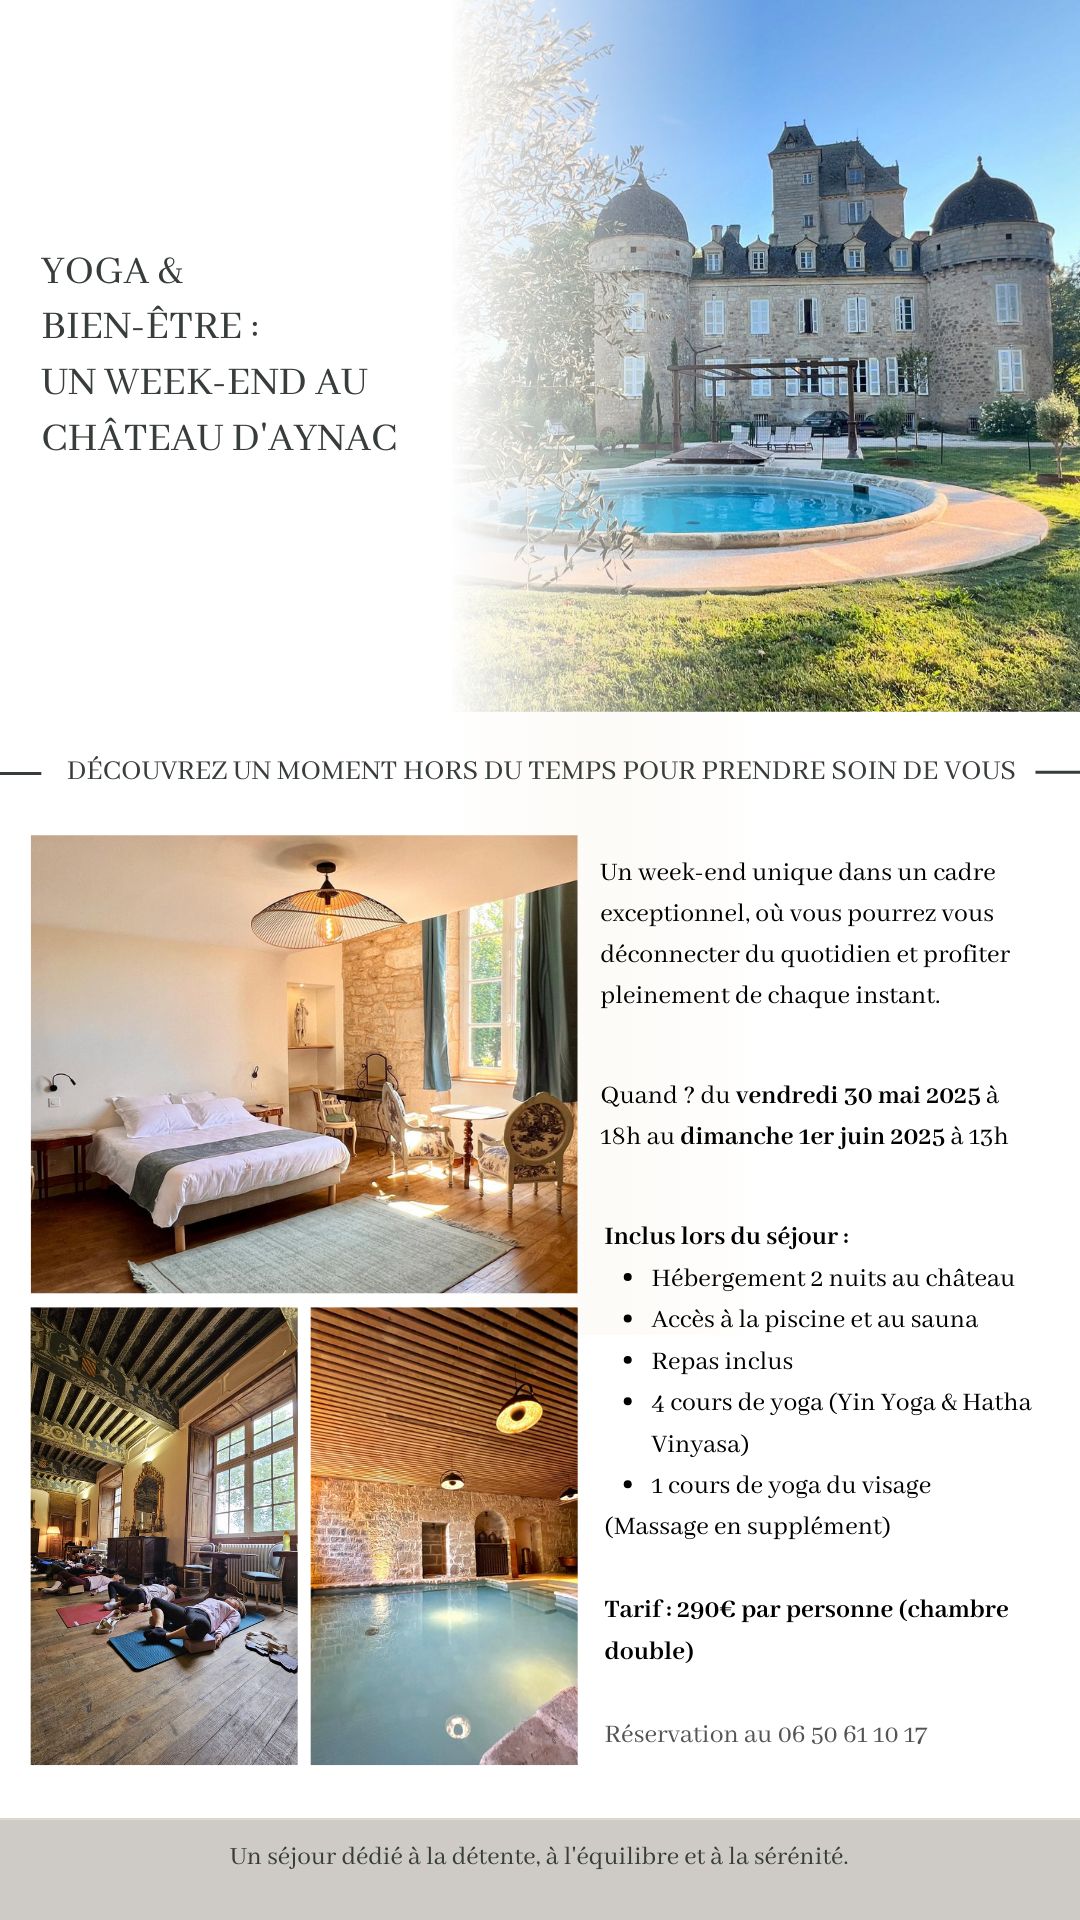 YOGA &
BIEN-ÊTRE :
UN WEEK-END AU
CHÂTEAU D'AYNAC
DÉCOUVREZ UN MOMENT HORS DU TEMPS POUR PRENDRE SOIN DE VOUS
Un week-end unique dans un cadre
exceptionnel, où vous pourrez vous
déconnecter du quotidien et profiter
pleinement de chaque instant.
Quand ? du vendredi 30 mai 2025 à
18h au dimanche 1er juin 2025 à 13h
Inclus lors du séjour :
• Hébergement 2 nuits au château
• Accès à la piscine et au sauna
• Repas inclus
• 4 cours de yoga (Yin Yoga & Hatha
Vinyasa)
• 1 cours de yoga du visage
(Massage en supplément)
Tarif : 290€ par personne (chambre
double)
Réservation au 06 50 61 10 17
Un séjour dédié à la détente, à l'équilibre et à la sérénité.